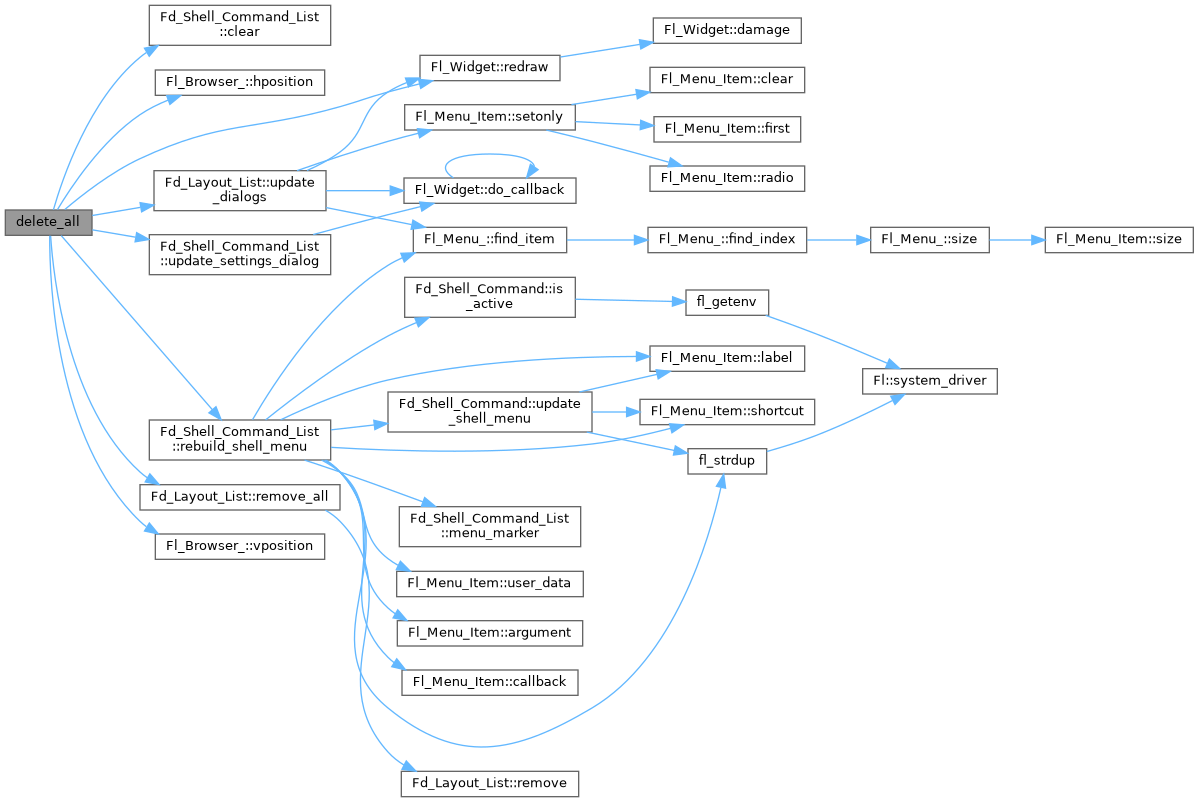 delete_all
Fd_Shell_Command_List
::clear
Fl_Browser_::hposition
Fl_Widget::redraw
Fl_Widget::damage
Fl_Menu_Item::clear
Fl_Menu_Item::setonly
Fl_Menu_Item::first
Fl_Menu_Item::radio
Fd_Layout_List::update
_dialogs
Fl_Widget::do_callback
Fd_Shell_Command_List
::update_settings_dialog
Fl_Menu_::find_item
Fl_Menu_::find_index
Fl_Menu_::size
Fl_Menu_Item::size
Fd_Shell_Command::is
_active
fl_getenv
Fl_Menu_Item::label
Fl::system_driver
Fd_Shell_Command::update
_shell_menu
Fl_Menu_Item::shortcut
Fd_Shell_Command_List
::rebuild_shell_menu
fl_strdup
Fd_Layout_List::remove_all
Fd_Shell_Command_List
::menu_marker
Fl_Browser_::vposition
Fl_Menu_Item::user_data
Fl_Menu_Item::argument
Fl_Menu_Item::callback
Fd_Layout_List::remove